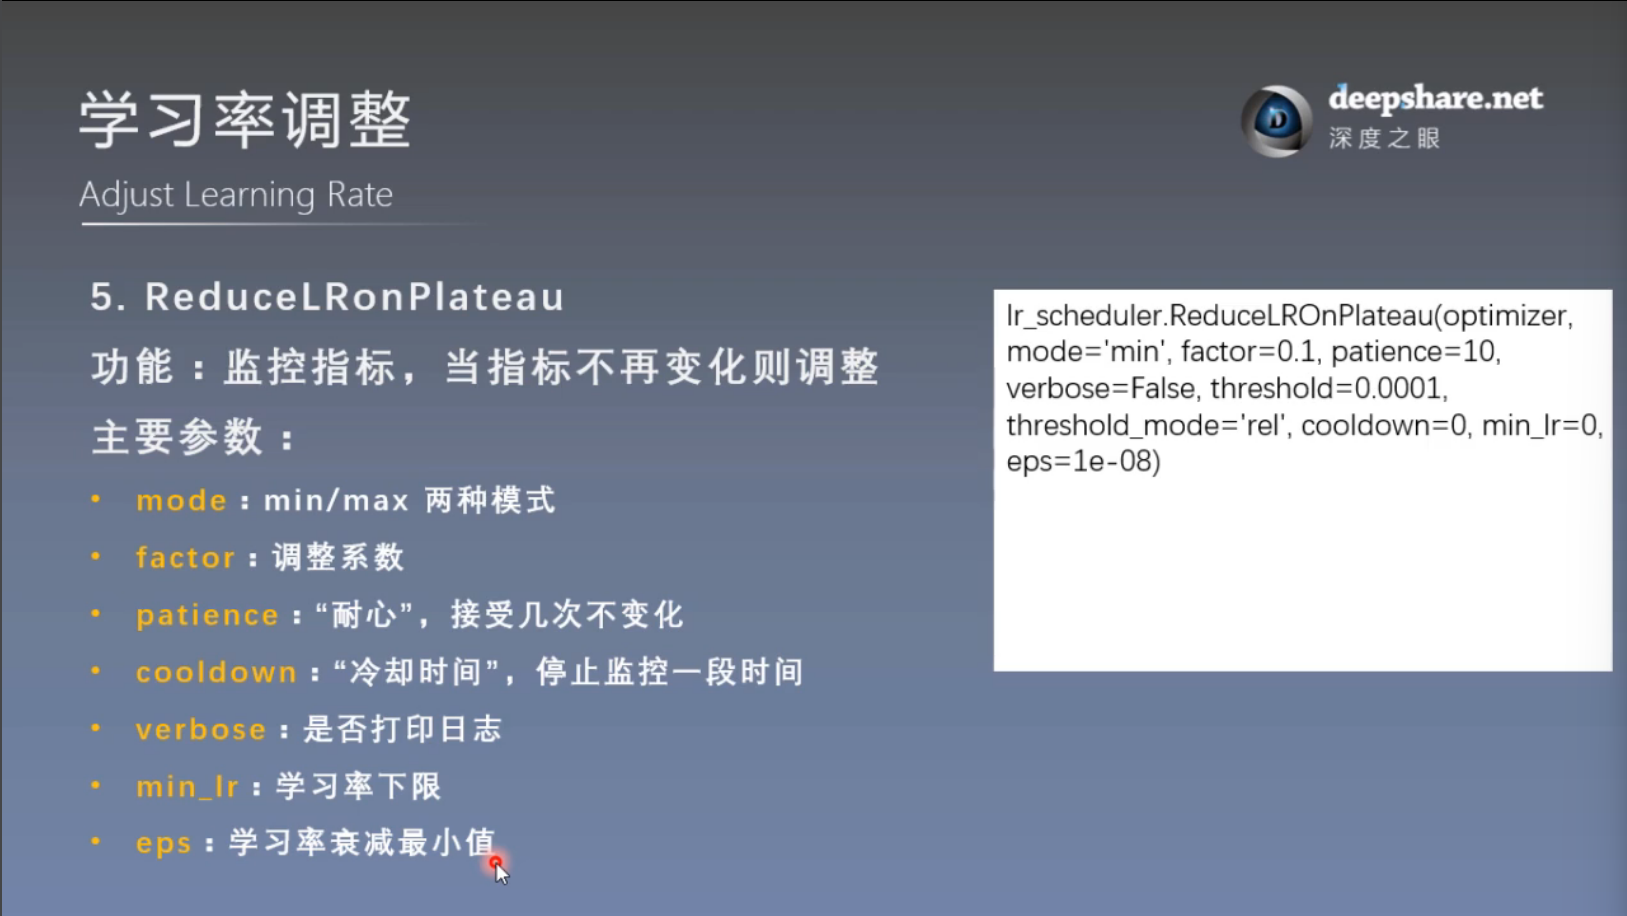 学习率调整
Adjust Learning Rate
deepshare.net
深度之眼
5. ReduceLRonPlateau
功能：监控指标，当指标不再变化则调整
主要参数：
• mode：min/max 两种模式
• factor：调整系数
• patience：“耐心”，接受几次不变化
• cooldown：“冷却时间”，停止监控一段时间
• verbose：是否打印日志
• min_lr：学习率下限
• eps：学习率衰减最小值
lr_scheduler.ReduceLROnPlateau(optimizer,
mode='min', factor=0.1, patience=10,
verbose=False, threshold=0.0001,
threshold_mode='rel', cooldown=0, min_lr=0,
eps=1e-08)